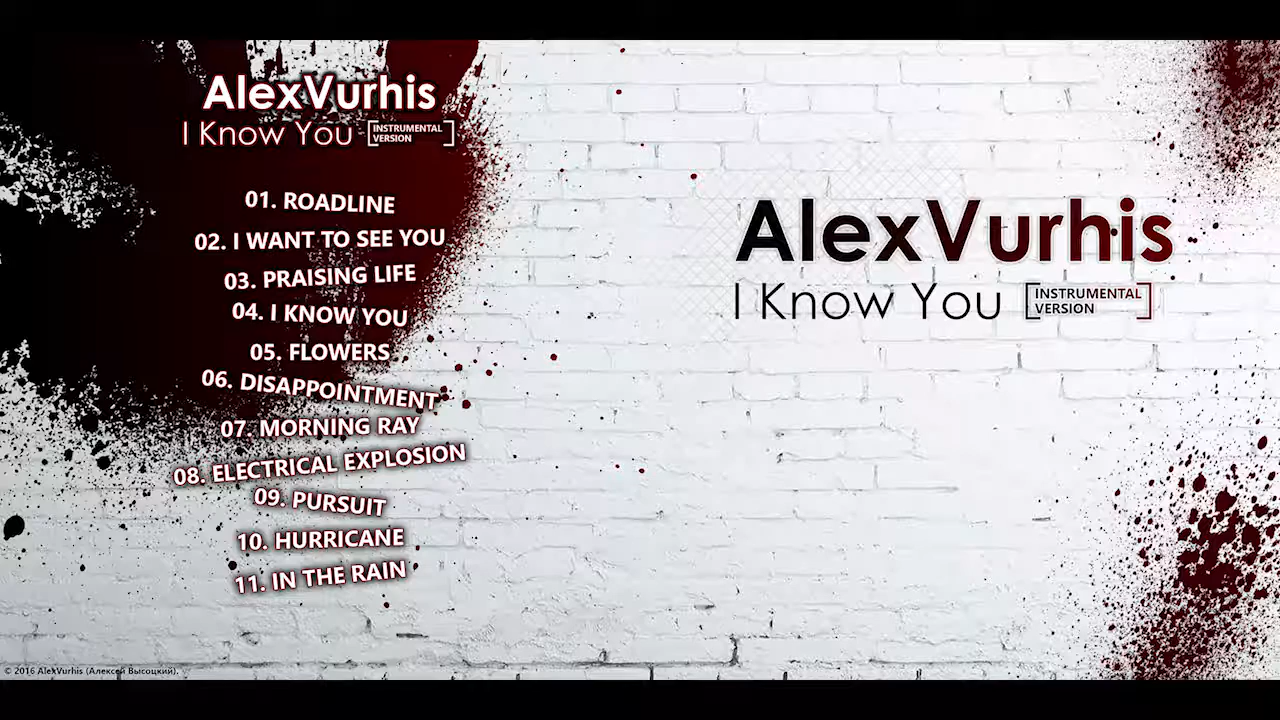 AlexVurhis
I Know You [INSTRUMENTAL VERSION]
01. ROADLINE
02. I WANT TO SEE YOU
03. PRAISING LIFE
04. I KNOW YOU
05. FLOWERS
06. DISAPPOINTMENT
07. MORNING RAY
08. ELECTRICAL EXPLOSION
09. PURSUIT
10. HURRICANE
11. IN THE RAIN
© 2016 AlexVurhis (Алексей Высоцкий).
AlexVurhis
I Know You [INSTRUMENTAL VERSION]